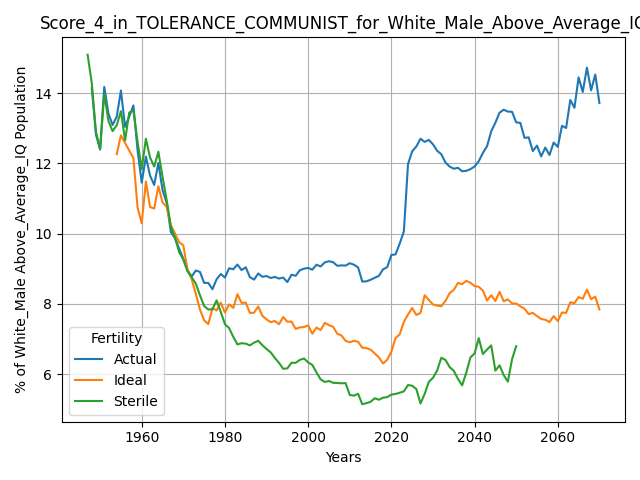 Score_4_in_TOLERANCE_COMMUNIST_for_White_Male_Above_Average_IQ
% of White_Male Above_Average_IQ Population
14
12
10
8
6
Fertility
Actual
Ideal
Sterile
1960 1980 2000 2020 2040 2060
Years